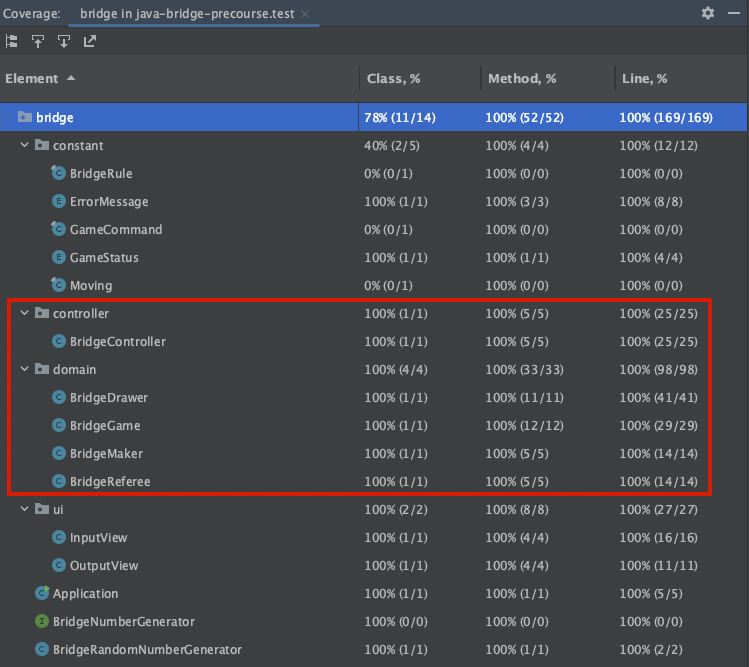 Coverage: bridge in java-bridge-precourse.test
Element Class, % Method, % Line, %
bridge 78% (11/14) 100% (52/52) 100% (169/169)
constant 40% (2/5) 100% (4/4) 100% (12/12)
BridgeRule 0% (0/1) 100% (0/0) 100% (0/0)
ErrorMessage 100% (1/1) 100% (3/3) 100% (8/8)
GameCommand 0% (0/1) 100% (0/0) 100% (0/0)
GameStatus 100% (1/1) 100% (1/1) 100% (4/4)
Moving 0% (0/1) 100% (0/0) 100% (0/0)
controller 100% (1/1) 100% (5/5) 100% (25/25)
BridgeController 100% (1/1) 100% (5/5) 100% (25/25)
domain 100% (4/4) 100% (33/33) 100% (98/98)
BridgeDrawer 100% (1/1) 100% (11/11) 100% (41/41)
BridgeGame 100% (1/1) 100% (12/12) 100% (29/29)
BridgeMaker 100% (1/1) 100% (5/5) 100% (14/14)
BridgeReferee 100% (1/1) 100% (5/5) 100% (14/14)
ui 100% (2/2) 100% (8/8) 100% (27/27)
InputView 100% (1/1) 100% (4/4) 100% (16/16)
OutputView 100% (1/1) 100% (4/4) 100% (11/11)
Application 100% (1/1) 100% (1/1) 100% (5/5)
BridgeNumberGenerator 100% (0/0) 100% (0/0) 100% (0/0)
BridgeRandomNumberGenerator 100% (1/1) 100% (1/1) 100% (2/2)